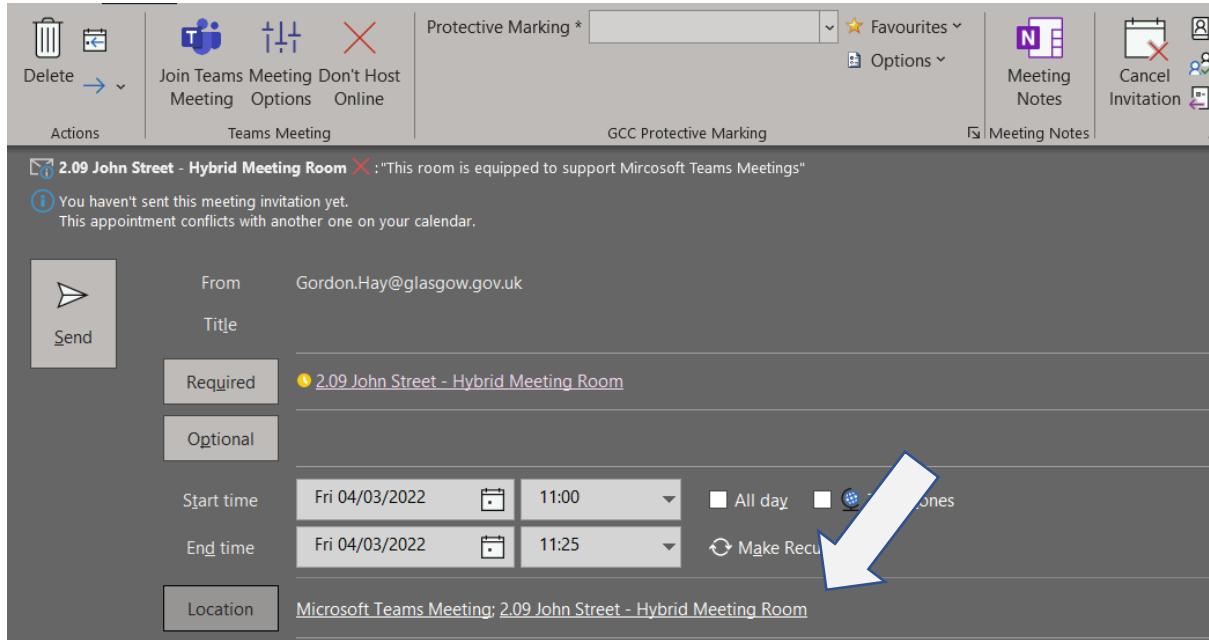 Protective Marking *
Favourites
Options
Delete
Join Teams Meeting
Meeting Options
Don't Host Online
Meeting Notes
Cancel Invitation
Actions
Teams Meeting
GCC Protective Marking
Meeting Notes
2.09 John Street - Hybrid Meeting Room : "This room is equipped to support Mircosoft Teams Meetings"
You haven't sent this meeting invitation yet.
This appointment conflicts with another one on your calendar.
Send
From Gordon.Hay@glasgow.gov.uk
Title
Required 2.09 John Street - Hybrid Meeting Room
Optional
Start time Fri 04/03/2022 11:00 All day
End time Fri 04/03/2022 11:25 Make
Location Microsoft Teams Meeting; 2.09 John Street - Hybrid Meeting Room